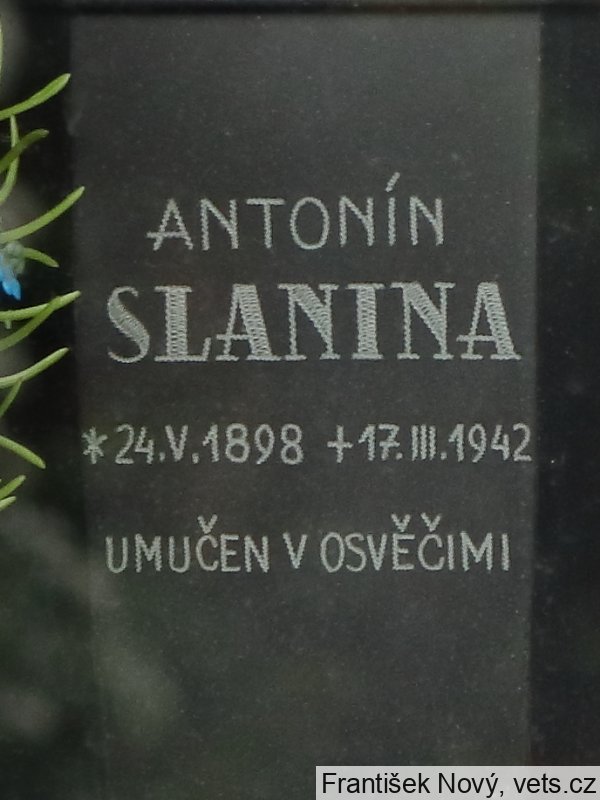 ANTONÍN
SLANINA
*24.V.1898 +17.III.1942
UMUČEN V OSVĚČIMI
František Nový, vets.cz